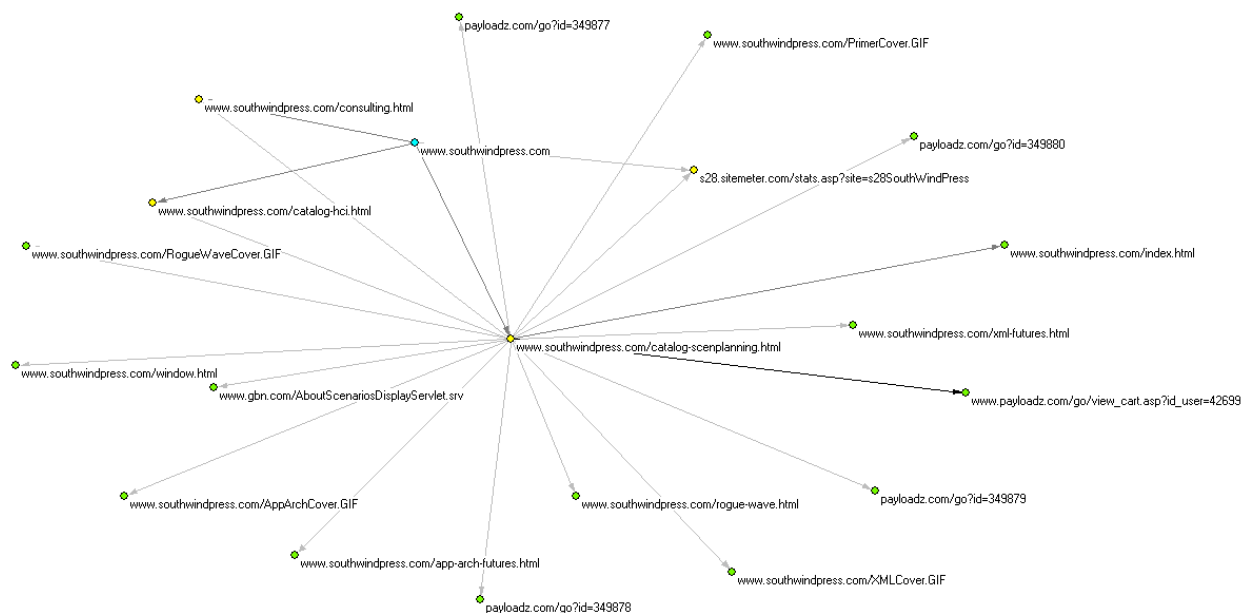 payloadz.com/go?id=349877
www.southwindpress.com/PrimerCover.GIF
www.southwindpress.com/consulting.html
www.southwindpress.com
payloadz.com/go?id=349880
s28.sitemeter.com/stats.asp?site=s28SouthWindPress
www.southwindpress.com/catalog-hci.html
www.southwindpress.com/RogueWaveCover.GIF
www.southwindpress.com/index.html
www.southwindpress.com/xml-futures.html
www.southwindpress.com/catalog-scenplanning.html
www.southwindpress.com/window.html
www.gbn.com/AboutScenariosDisplayServlet.srv
www.payloadz.com/go/view_cart.asp?id_user=42699
www.southwindpress.com/AppArchCover.GIF
www.southwindpress.com/rogue-wave.html
payloadz.com/go?id=349879
www.southwindpress.com/app-arch-futures.html
www.southwindpress.com/XMLCover.GIF
payloadz.com/go?id=349878